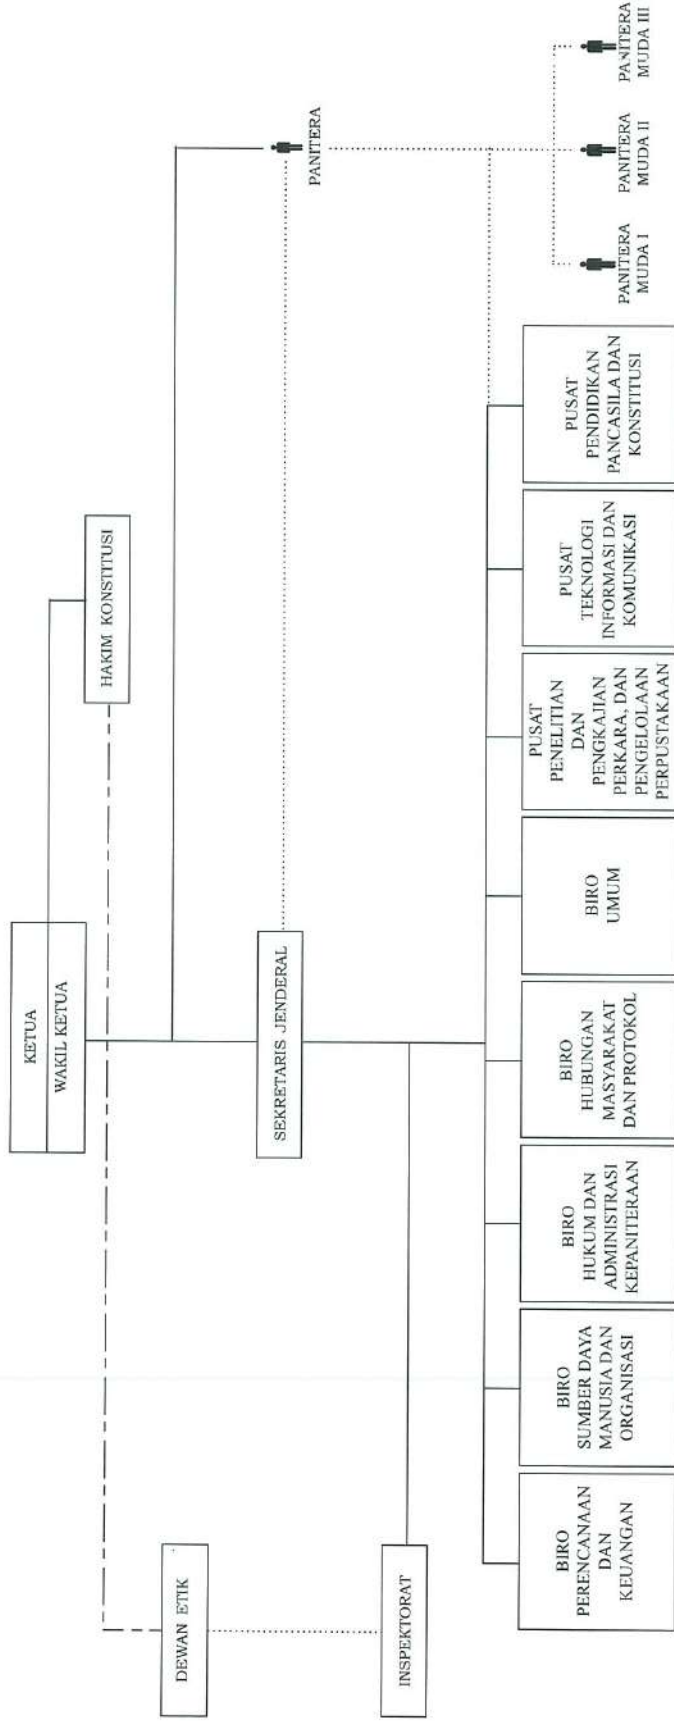 KETUA
WAKIL KETUA
HAKIM KONSTITUSI
DEWAN ETIK
SEKRETARIS JENDERAL
PANITERA
INSPEKTORAT
BIRO
PERENCANAAN
DAN
KEUANGAN
BIRO
SUMBER DAYA
MANUSIA DAN
ORGANISASI
BIRO
HUKUM DAN
ADMINISTRASI
KEPANITERAAN
BIRO
HUBUNGAN
MASYARAKAT
DAN PROTOKOL
BIRO
UMUM
PUSAT
PENELITIAN
DAN
PENGKAJIAN
PERKARA, DAN
PENGELOLAAN
PERPUSTAKAAN
PUSAT
TEKNOLOGI
INFORMASI DAN
KOMUNIKASI
PUSAT
PENDIDIKAN
PANCASILA DAN
KONSTITUSI
PANITERA
MUDA I
PANITERA
MUDA II
PANITERA
MUDA III